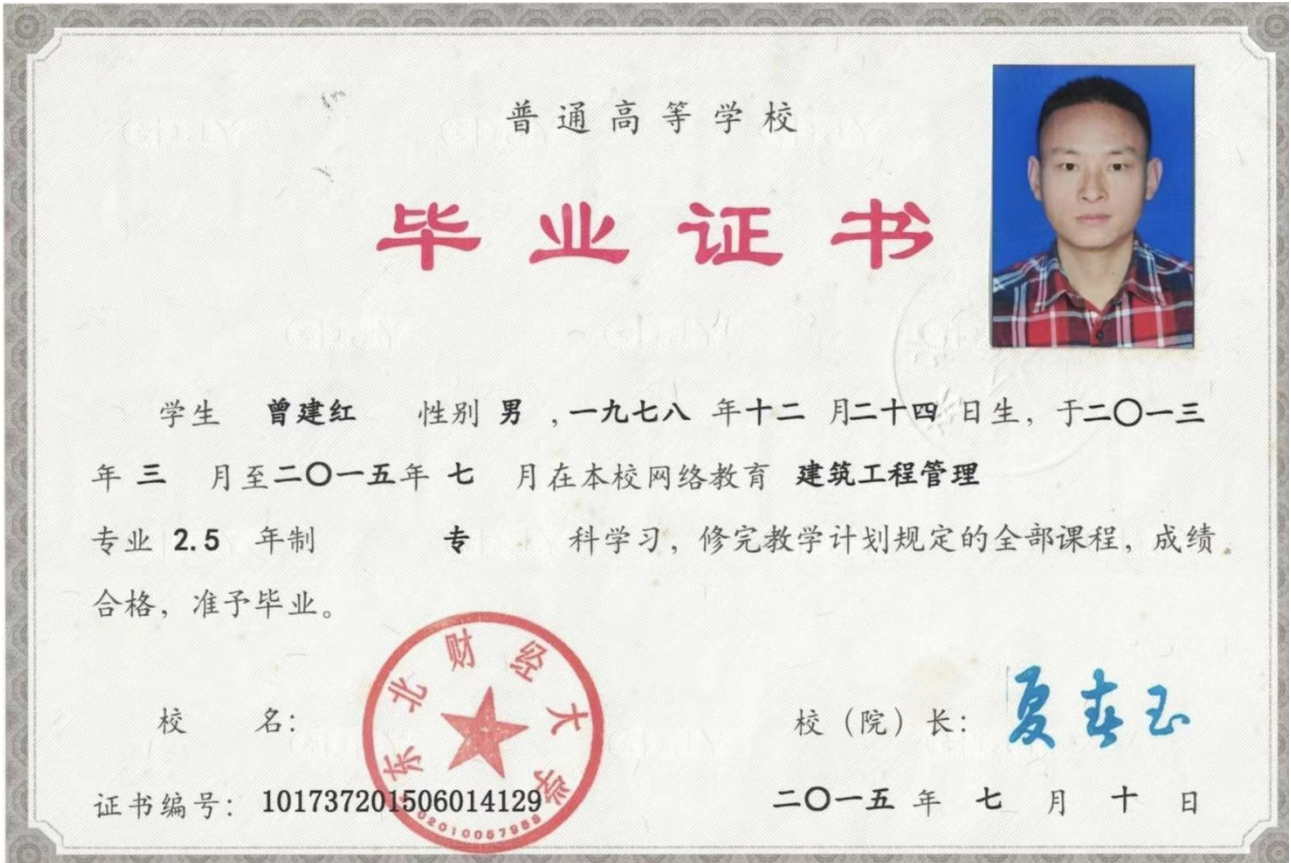 普通高等学校
毕业证书
学生 曾建红 性别 男 ,一九七八 年十二 月二十四 日生，于二〇一三
年 三 月至二〇一五年 七 月在本校网络教育 建筑工程管理
专业 2.5 年制 专 科学习，修完教学计划规定的全部课程，成绩
合格，准予毕业。
校 名：
东北财经大学
校（院）长：夏春玉
证书编号：101737201506014129
二〇一五 年 七 月 十 日